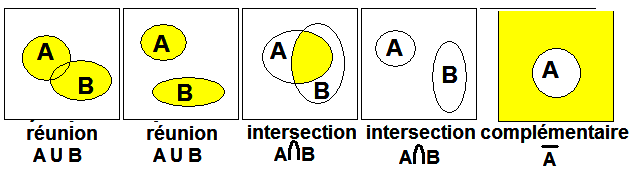 A
B
réunion
A U B
A
B
réunion
A U B
A
B
intersection
A∩B
A
B
intersection
A∩B
A
complémentaire
A̅